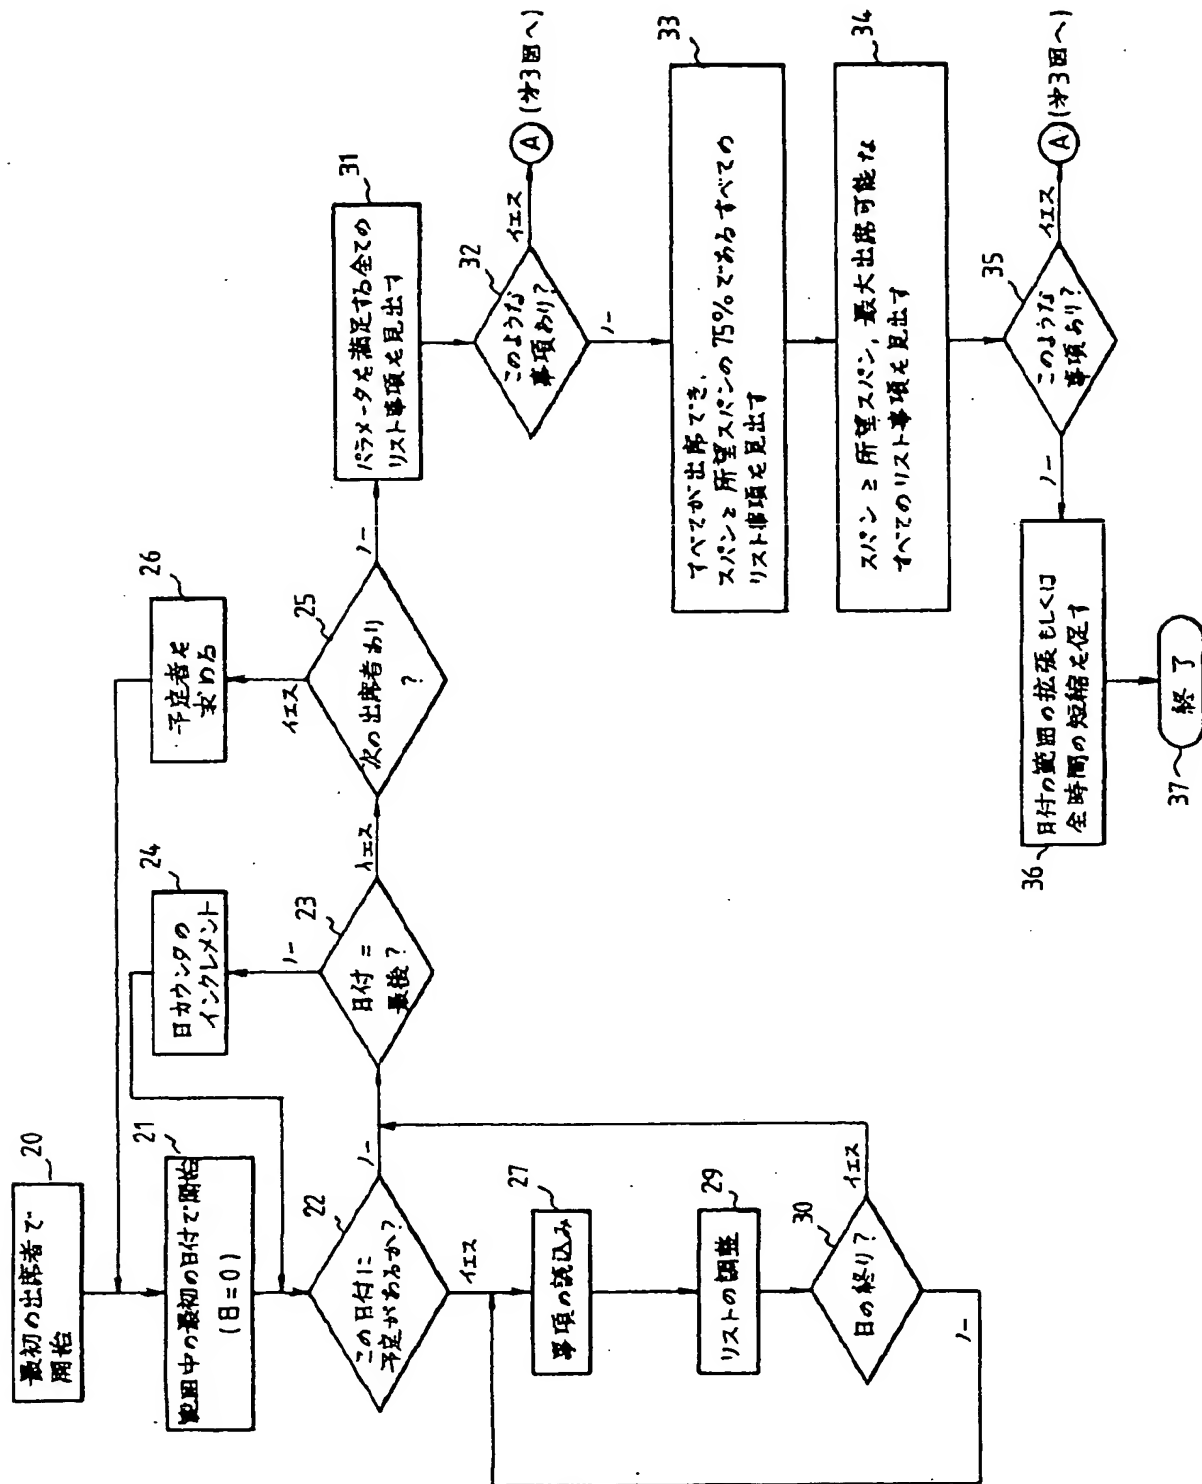 20
最初の出席者で
開始
21
範囲中の最初の日付で開始
(日=0)
22
この日付に
予定があるか?
ノー
イエス
23
日付=
最後?
ノー
イエス
24
日カウンタの
インクレメント
25
次の出席者あり
?
イエス
ノー
26
予定者を
求める
27
事項の読込み
29
リストの調整
30
日の終り?
イエス
ノー
31
パラメータを満足する全ての
リスト事項を見出す
32
このような
事項あり?
イエス
A (第3図へ)
ノー
33
すべてが出席でき、
スパン≥所望スパンの75%であるすべての
リスト事項を見出す
34
スパン≥所望スパン, 最大出席可能な
すべてのリスト事項を見出す
35
このような
事項あり?
イエス
A (第3図へ)
ノー
36
日付の範囲の拡張もしくは
全時間の短縮を促す
37
終了